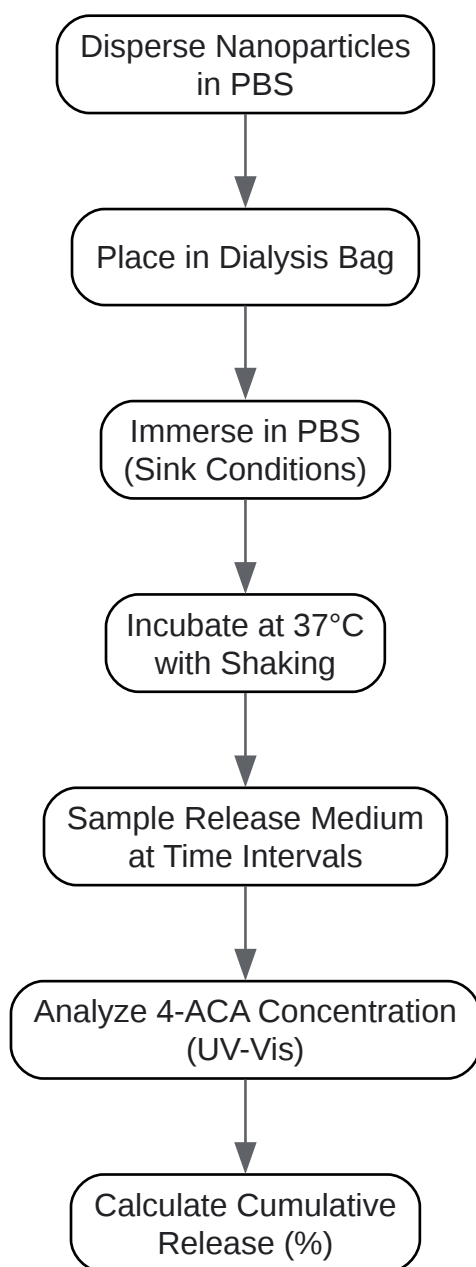 Disperse Nanoparticles
in PBS
Place in Dialysis Bag
Immerse in PBS
(Sink Conditions)
Incubate at 37°C
with Shaking
Sample Release Medium
at Time Intervals
Analyze 4-ACA Concentration
(UV-Vis)
Calculate Cumulative
Release (%)